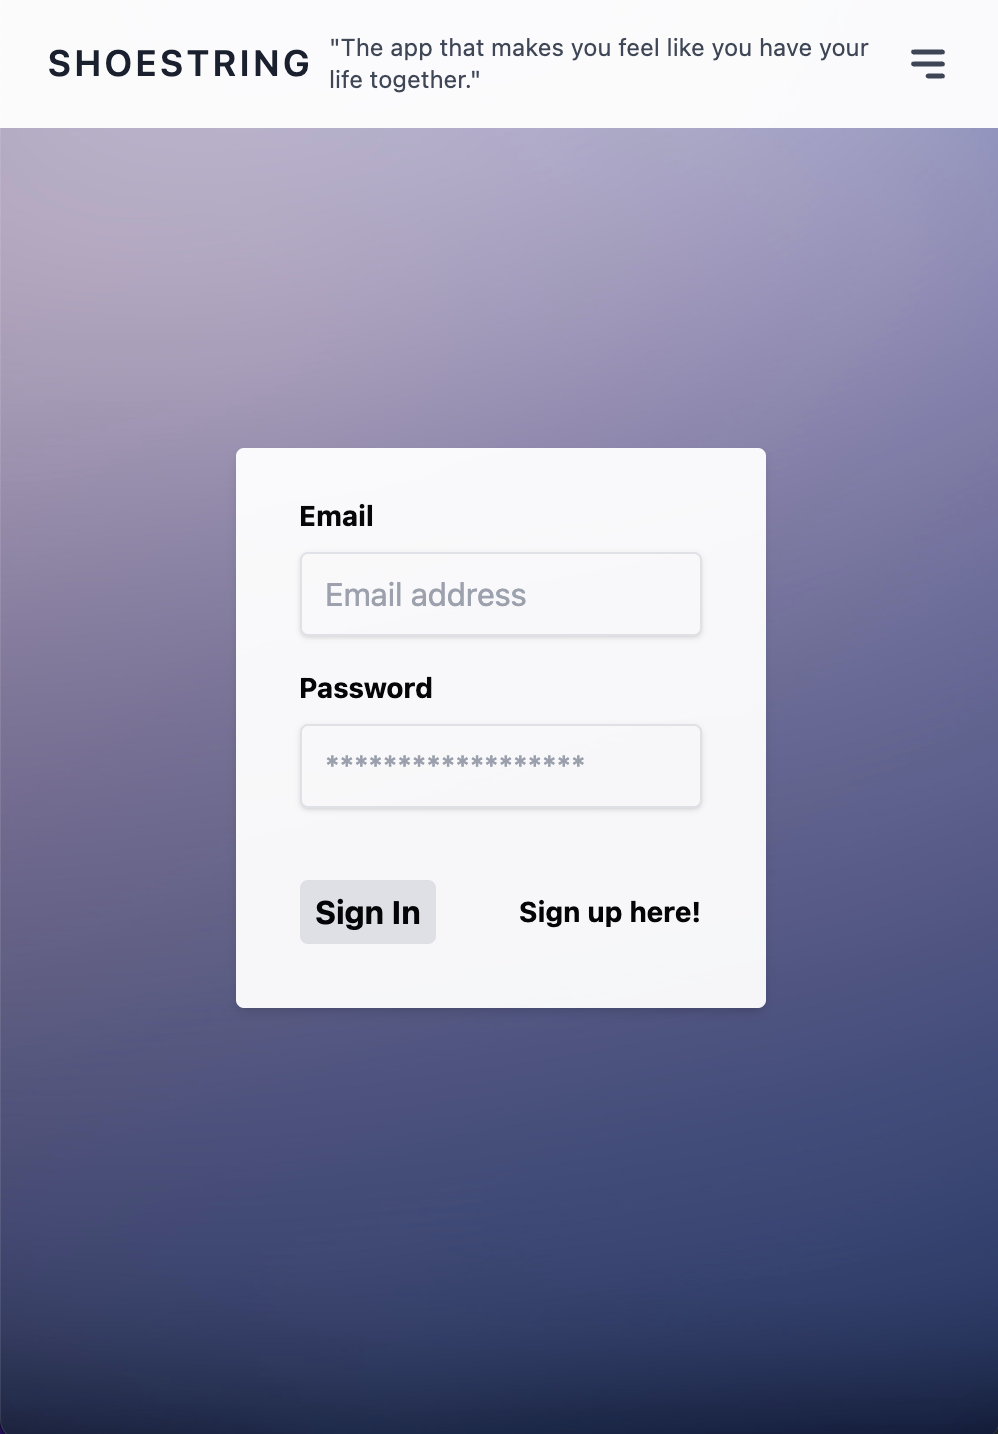 SHOESTRING
"The app that makes you feel like you have your
life together."
Email
Email address
Password
******************
Sign In
Sign up here!